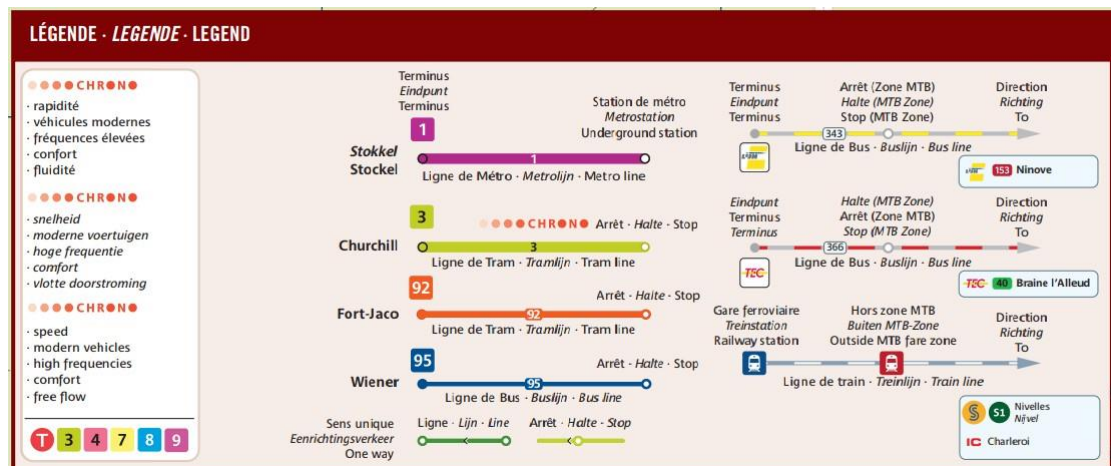 LÉGENDE · LEGENDE · LEGEND
CHRONO
· rapidité
· véhicules modernes
· fréquences élevées
· confort
· fluidité
CHRONO
· snelheid
· moderne voertuigen
· hoge frequentie
· comfort
· vlotte doorstroming
CHRONO
· speed
· modern vehicles
· high frequencies
· comfort
· free flow
T 3 4 7 8 9
Terminus
Eindpunt
Terminus
1
Station de métro
Metrostation
Underground station
Stokkel
Stockel
1
Ligne de Métro · Metrolijn · Metro line
3
CHRONO Arrêt · Halte · Stop
Churchill
3
Ligne de Tram · Tramlijn · Tram line
92
Arrêt · Halte · Stop
Fort-Jaco
92
Ligne de Tram · Tramlijn · Tram line
95
Arrêt · Halte · Stop
Wiener
95
Ligne de Bus · Buslijn · Bus line
Sens unique
Eenrichtingsverkeer
One way
Ligne · Lijn · Line
Arrêt · Halte · Stop
Terminus
Eindpunt
Terminus
Arrêt (Zone MTB)
Halte (MTB Zone)
Stop (MTB Zone)
Direction
Richting
To
343
Ligne de Bus · Buslijn · Bus line
153 Ninove
Eindpunt
Terminus
Terminus
Halte (MTB Zone)
Arrêt (Zone MTB)
Stop (MTB Zone)
Direction
Richting
To
366
TEC
Ligne de Bus · Buslijn · Bus line
TEC 40 Braine l'Alleud
Gare ferroviaire
Treinstation
Railway station
Hors zone MTB
Buiten MTB-Zone
Outside MTB fare zone
Direction
Richting
To
Ligne de train · Treinlijn · Train line
S S1 Nivelles
Nijvel
IC Charleroi